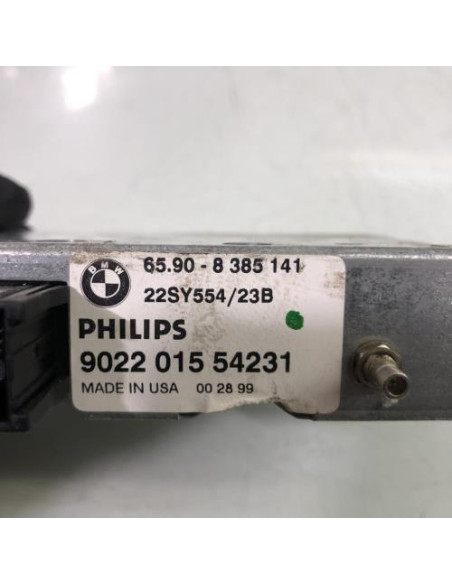 BMW
65.90 - 8 385 141
22SY554/23B
PHILIPS
9022 015 54231
MADE IN USA 00 28 99